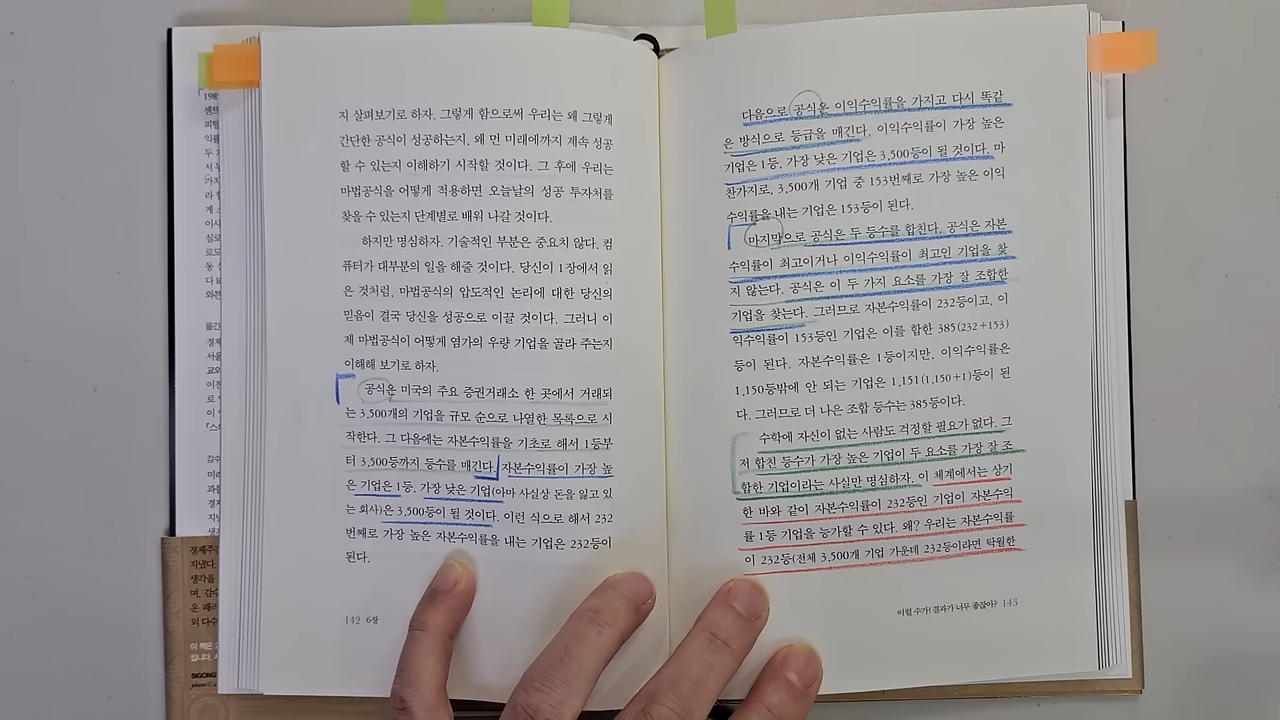 지 살펴보기로 하자. 그렇게 함으로써 우리는 왜 그렇게
간단한 공식이 성공하는지, 왜 먼 미래에까지 계속 성공
할 수 있는지 이해하기 시작할 것이다. 그 후에 우리는
마법공식을 어떻게 적용하면 오늘날의 성공 투자처를
찾을 수 있는지 단계별로 배워 나갈 것이다.
하지만 명심하자. 기술적인 부분은 중요치 않다. 컴
퓨터가 대부분의 일을 해줄 것이다. 당신이 1장에서 읽
은 것처럼, 마법공식의 압도적인 논리에 대한 당신의
믿음이 결국 당신을 성공으로 이끌 것이다. 그러니 이
제 마법공식이 어떻게 염가의 우량 기업을 골라 주는지
이해해 보기로 하자.
공식은 미국의 주요 증권거래소 한 곳에서 거래되
는 3,500개의 기업을 규모 순으로 나열한 목록으로 시
작한다. 그 다음에는 자본수익률을 기초로 해서 1등부
터 3,500등까지 등수를 매긴다. 자본수익률이 가장 높
은 기업은 1등, 가장 낮은 기업(아마 사실상 돈을 잃고 있
는 회사)은 3,500등이 될 것이다. 이런 식으로 해서 232
번째로 가장 높은 자본수익률을 내는 기업은 232등이
된다.
142 6장
다음으로 공식은 이익수익률을 가지고 다시 똑같
은 방식으로 등급을 매긴다. 이익수익률이 가장 높은
기업은 1등, 가장 낮은 기업은 3,500등이 될 것이다. 마
찬가지로, 3,500개 기업 중 153번째로 가장 높은 이익
수익률을 내는 기업은 153등이 된다.
마지막으로 공식은 두 등수를 합친다. 공식은 자본
수익률이 최고이거나 이익수익률이 최고인 기업을 찾
지 않는다. 공식은 이 두 가지 요소를 가장 잘 조합한
기업을 찾는다. 그러므로 자본수익률이 232등이고, 이
익수익률이 153등인 기업은 이를 합한 385(232+153)
등이 된다. 자본수익률은 1등이지만, 이익수익률은
1,150등밖에 안 되는 기업은 1,151(1,150+1)등이 된
다. 그러므로 더 나은 조합 등수는 385등이다.
수학에 자신이 없는 사람도 걱정할 필요가 없다. 그
저 합친 등수가 가장 높은 기업이 두 요소를 가장 잘 조
합한 기업이라는 사실만 명심하자. 이 체계에서는 상기
한 바와 같이 자본수익률이 232등인 기업이 자본수익
률 1등 기업을 능가할 수 있다. 왜? 우리는 자본수익률
이 232등(전체 3,500개 기업 가운데 232등이라면 탁월한
이럴 수가! 결과가 너무 좋잖아? 143